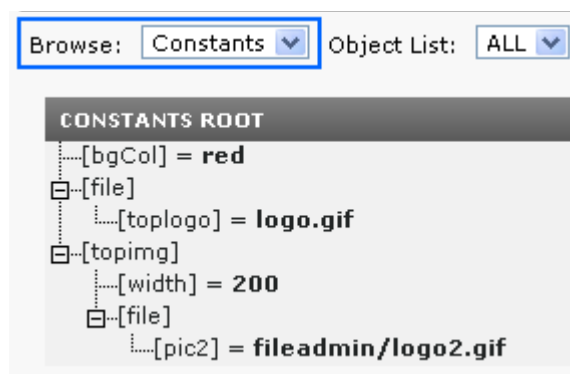 Browse: Constants Object List: ALL
CONSTANTS ROOT
[bgCol] = red
[file]
[toplogo] = logo.gif
[topimg]
[width] = 200
[file]
[pic2] = fileadmin/logo2.gif